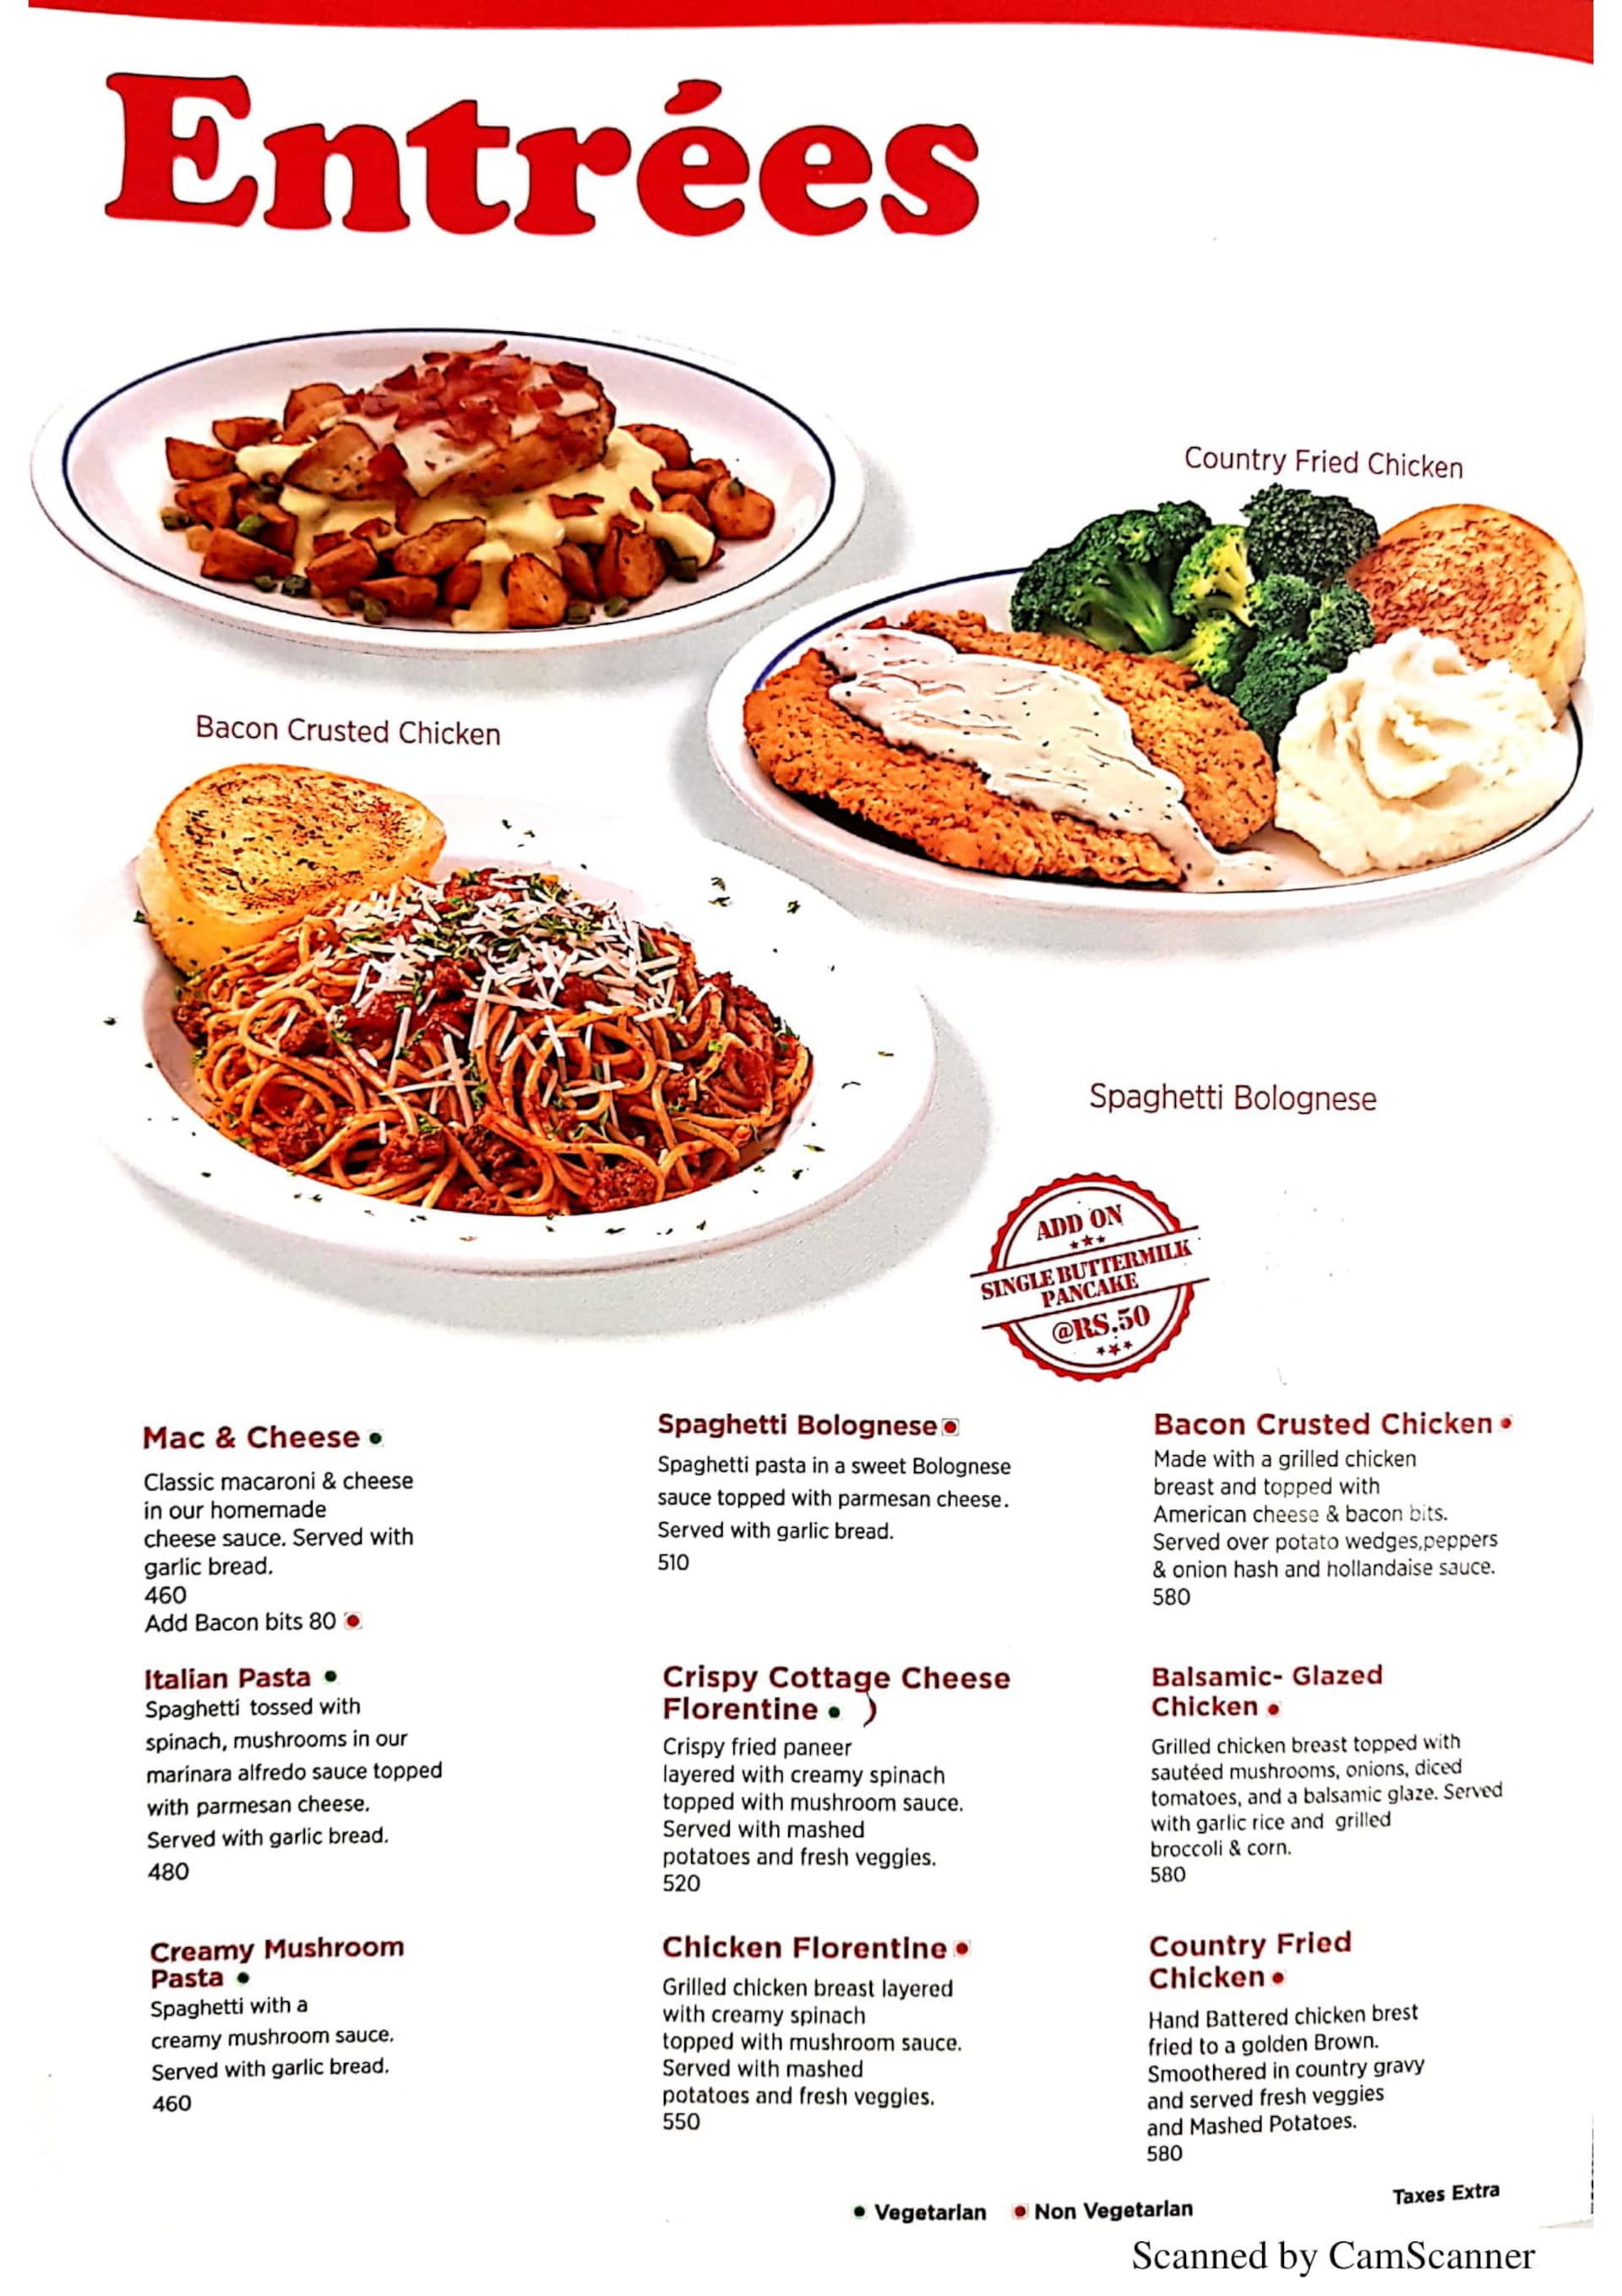 Entrées
Country Fried Chicken
Bacon Crusted Chicken
Spaghetti Bolognese
ADD ON
SINGLE BUTTERMILK
PANCAKE
@RS.50
Mac & Cheese
Classic macaroni & cheese
in our homemade
cheese sauce. Served with
garlic bread.
460
Add Bacon bits 80
Italian Pasta
Spaghetti tossed with
spinach, mushrooms in our
marinara alfredo sauce topped
with parmesan cheese.
Served with garlic bread.
480
Creamy Mushroom
Pasta
Spaghetti with a
creamy mushroom sauce.
Served with garlic bread.
460
Spaghetti Bolognese
Spaghetti pasta in a sweet Bolognese
sauce topped with parmesan cheese.
Served with garlic bread.
510
Crispy Cottage Cheese
Florentine
Crispy fried paneer
layered with creamy spinach
topped with mushroom sauce.
Served with mashed
potatoes and fresh veggies.
520
Chicken Florentine
Grilled chicken breast layered
with creamy spinach
topped with mushroom sauce.
Served with mashed
potatoes and fresh veggies.
550
Bacon Crusted Chicken
Made with a grilled chicken
breast and topped with
American cheese & bacon bits.
Served over potato wedges,peppers
& onion hash and hollandaise sauce.
580
Balsamic- Glazed
Chicken
Grilled chicken breast topped with
sautéed mushrooms, onions, diced
tomatoes, and a balsamic glaze. Served
with garlic rice and grilled
broccoli & corn.
580
Country Fried
Chicken
Hand Battered chicken brest
fried to a golden Brown.
Smoothered in country gravy
and served fresh veggies
and Mashed Potatoes.
580
Vegetarian Non Vegetarian
Taxes Extra
Scanned by CamScanner